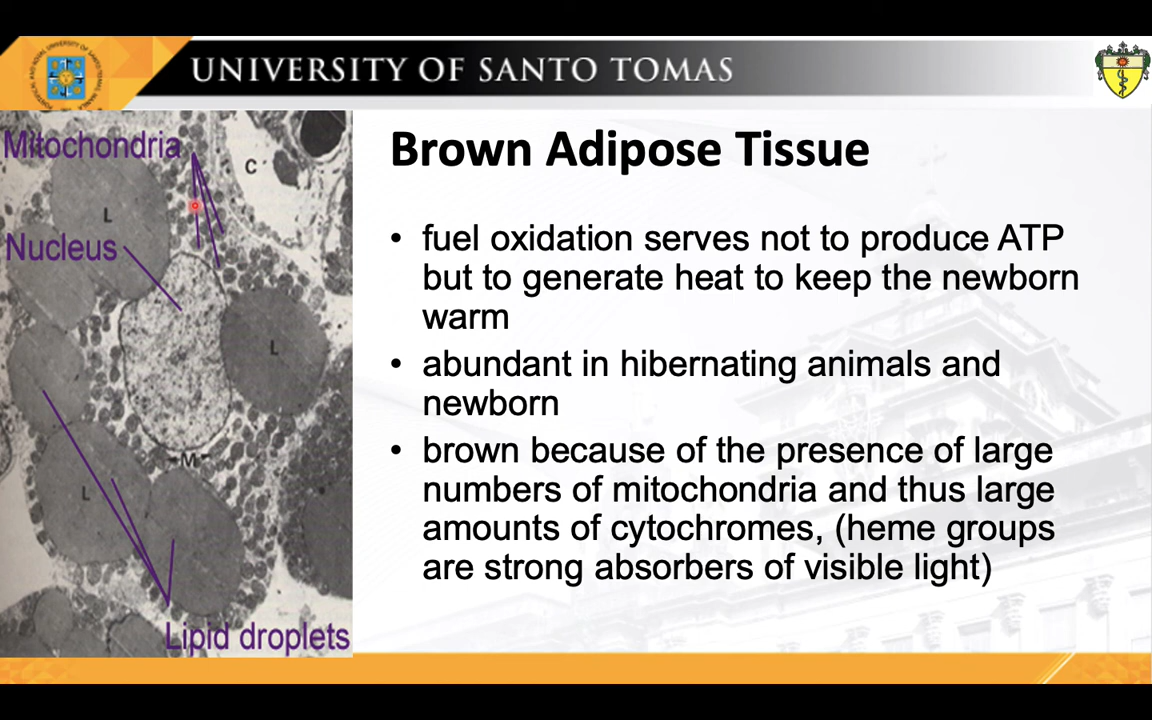 UNIVERSITY OF SANTO TOMAS
Mitochondria
C
L
Nucleus
L
M
L
Lipid droplets
Brown Adipose Tissue
• fuel oxidation serves not to produce ATP
but to generate heat to keep the newborn
warm
• abundant in hibernating animals and
newborn
• brown because of the presence of large
numbers of mitochondria and thus large
amounts of cytochromes, (heme groups
are strong absorbers of visible light)